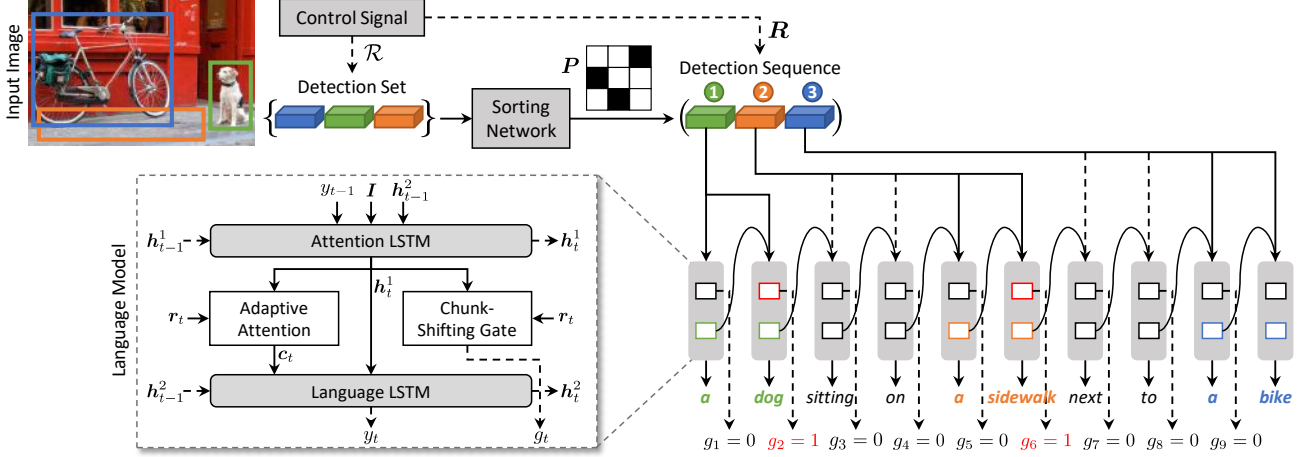 Input Image
Control Signal
R
R
Detection Set
Sorting Network
P
Detection Sequence
1 2 3
Language Model
y_{t-1} I h^2_{t-1}
h^1_{t-1} Attention LSTM h^1_t
h^1_t
r_t Adaptive Attention Chunk-Shifting Gate r_t
c_t
h^2_{t-1} Language LSTM h^2_t
y_t g_t
a dog sitting on a sidewalk next to a bike
g_1 = 0 g_2 = 1 g_3 = 0 g_4 = 0 g_5 = 0 g_6 = 1 g_7 = 0 g_8 = 0 g_9 = 0